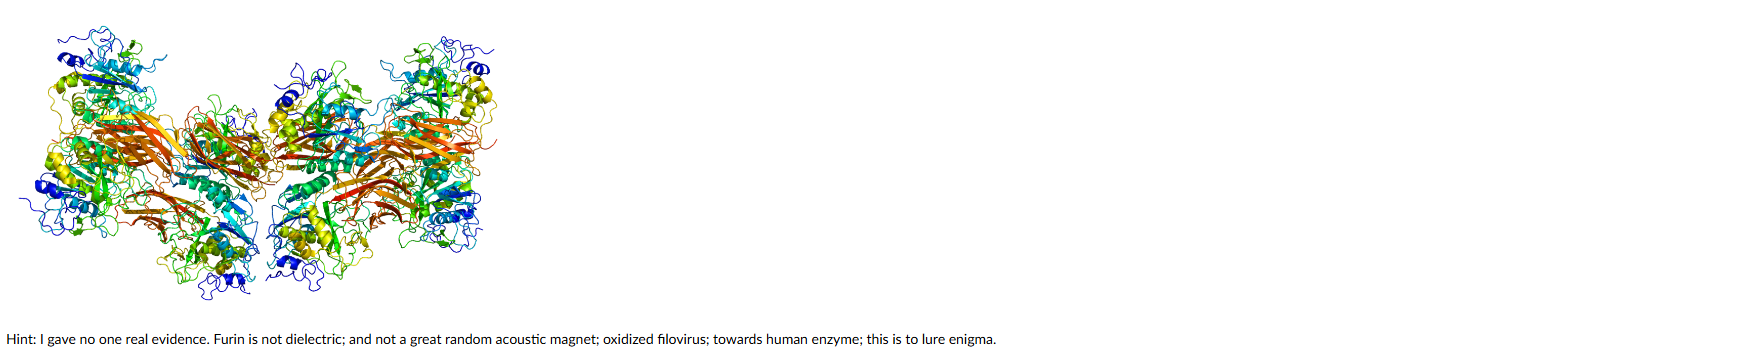 Hint: I gave no one real evidence. Furin is not dielectric; and not a great random acoustic magnet; oxidized filovirus; towards human enzyme; this is to lure enigma.